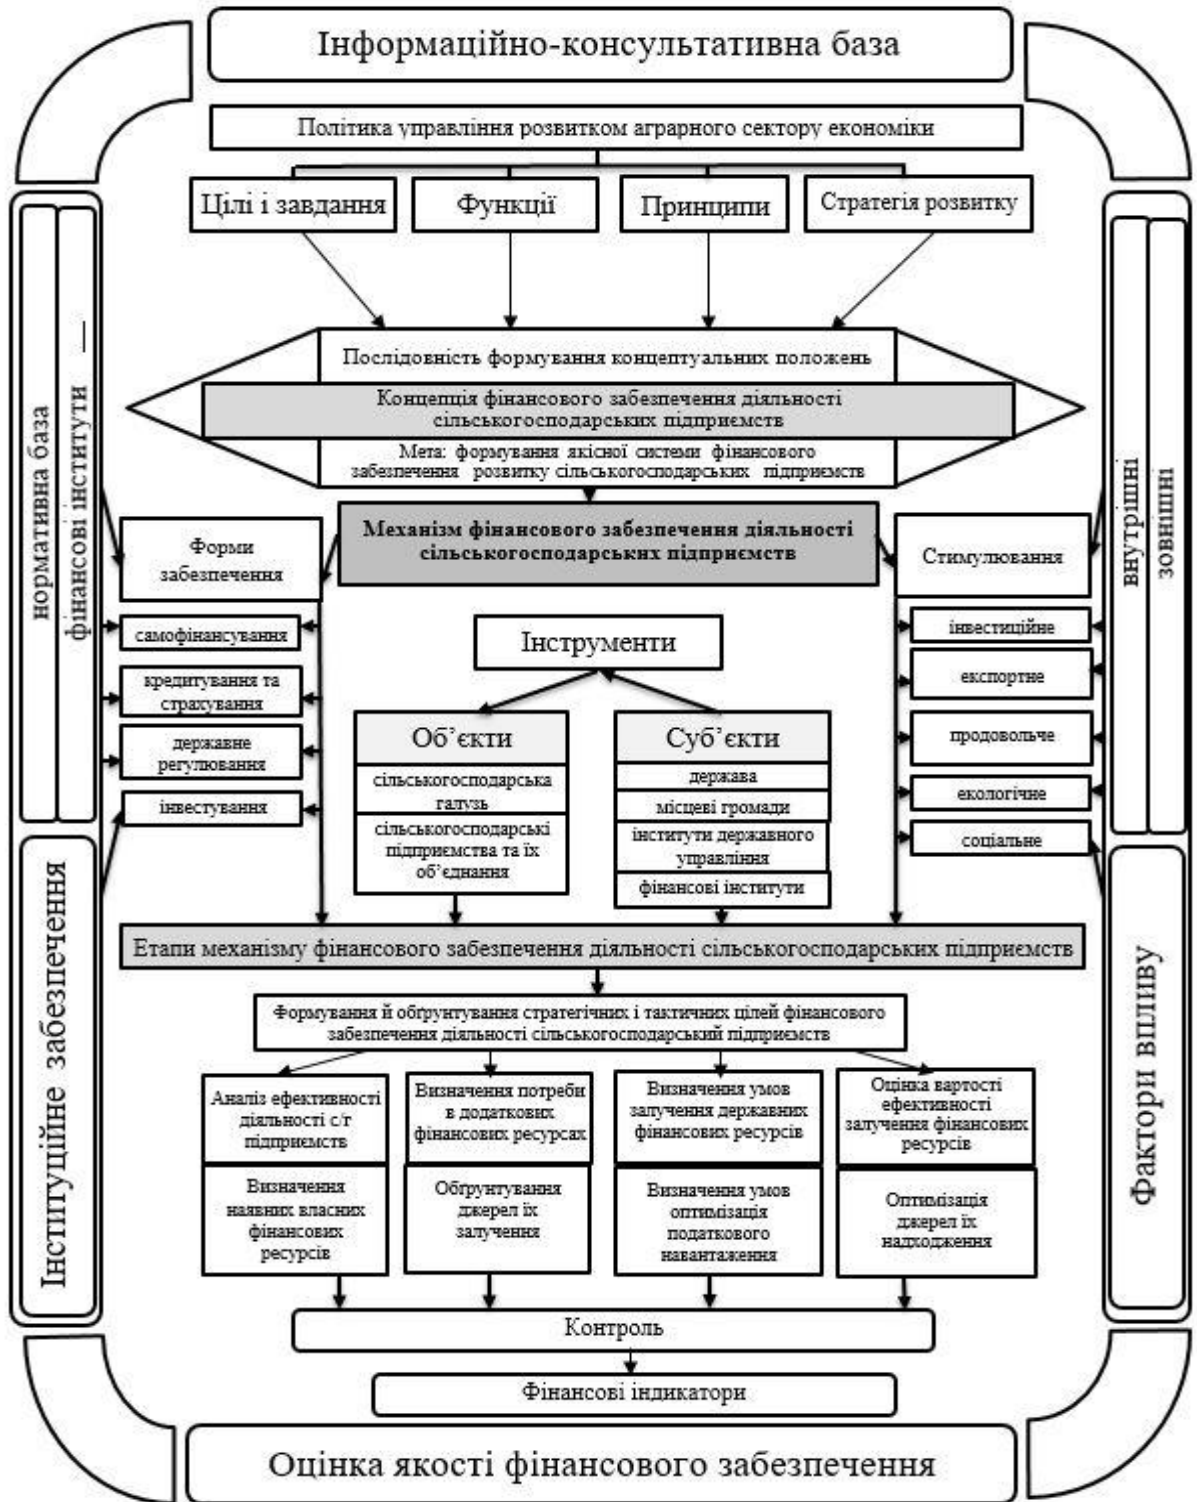 Інформаційно-консультативна база
Політика управління розвитком аграрного сектору економіки
Цілі і завдання
Функції
Принципи
Стратегія розвитку
нормативна база
фінансові інститути —
внутрішні
зовнішні
Послідовність формування концептуальних положень
Концепція фінансового забезпечення діяльності
сільськогосподарських підприємств
Мета: формування якісної системи фінансового
забезпечення розвитку сільськогосподарських підприємств
Механізм фінансового забезпечення діяльності
сільськогосподарських підприємств
Форми
забезпечення
самофінансування
кредитування та
страхування
державне
регулювання
інвестування
Стимулювання
інвестиційне
експортне
продовольче
екологічне
соціальне
Інструменти
Об’єкти
сільськогосподарська
галузь
сільськогосподарські
підприємства та їх
об’єднання
Суб’єкти
держава
місцеві громади
інститути державного
управління
фінансові інститути
Інституційне забезпечення
Фактори впливу
Етапи механізму фінансового забезпечення діяльності сільськогосподарських підприємств
Формування й обґрунтування стратегічних і тактичних цілей фінансового
забезпечення діяльності сільськогосподарський підприємств
Аналіз ефективності
діяльності с/т
підприємств
Визначення
наявних власних
фінансових
ресурсів
Визначення потреби
в додаткових
фінансових ресурсах
Обґрунтування
джерел їх
залучення
Визначення умов
залучення державних
фінансових ресурсів
Визначення умов
оптимізація
податкового
навантаження
Оцінка вартості
ефективності
залучення фінансових
ресурсів
Оптимізація
джерел їх
надходження
Контроль
Фінансові індикатори
Оцінка якості фінансового забезпечення